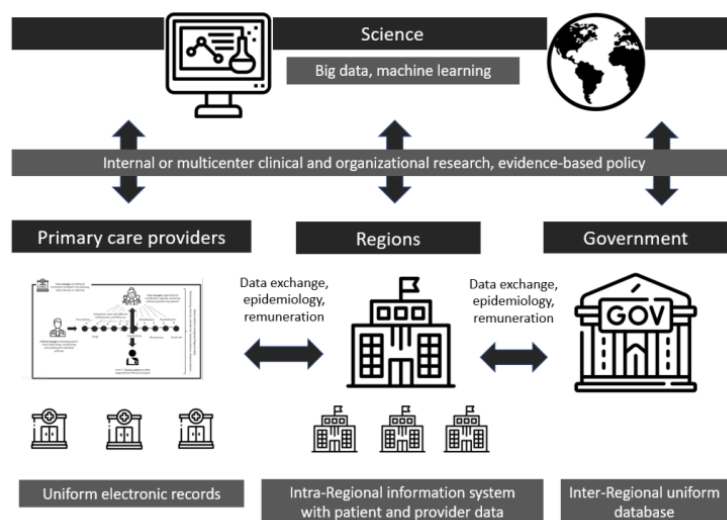 Science
Big data, machine learning
Internal or multicenter clinical and organizational research, evidence-based policy
Primary care providers
Regions
Government
Data exchange,
epidemiology,
remuneration
Data exchange,
epidemiology,
remuneration
GOV
Uniform electronic records
Intra-Regional information system
with patient and provider data
Inter-Regional uniform
database